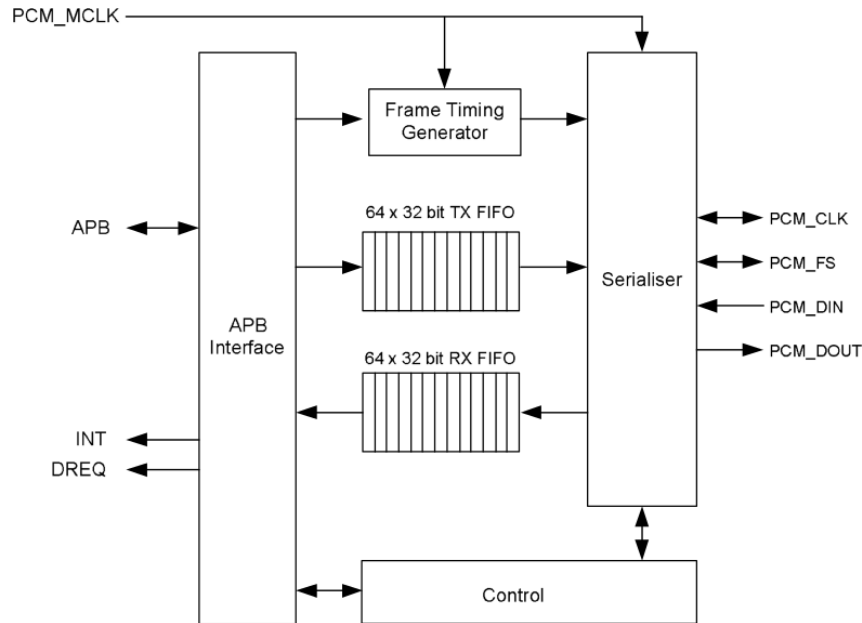 PCM_MCLK
Frame Timing
Generator
64 x 32 bit TX FIFO
APB
PCM_CLK
PCM_FS
Serialiser
PCM_DIN
APB
Interface
PCM_DOUT
64 x 32 bit RX FIFO
INT
DREQ
Control